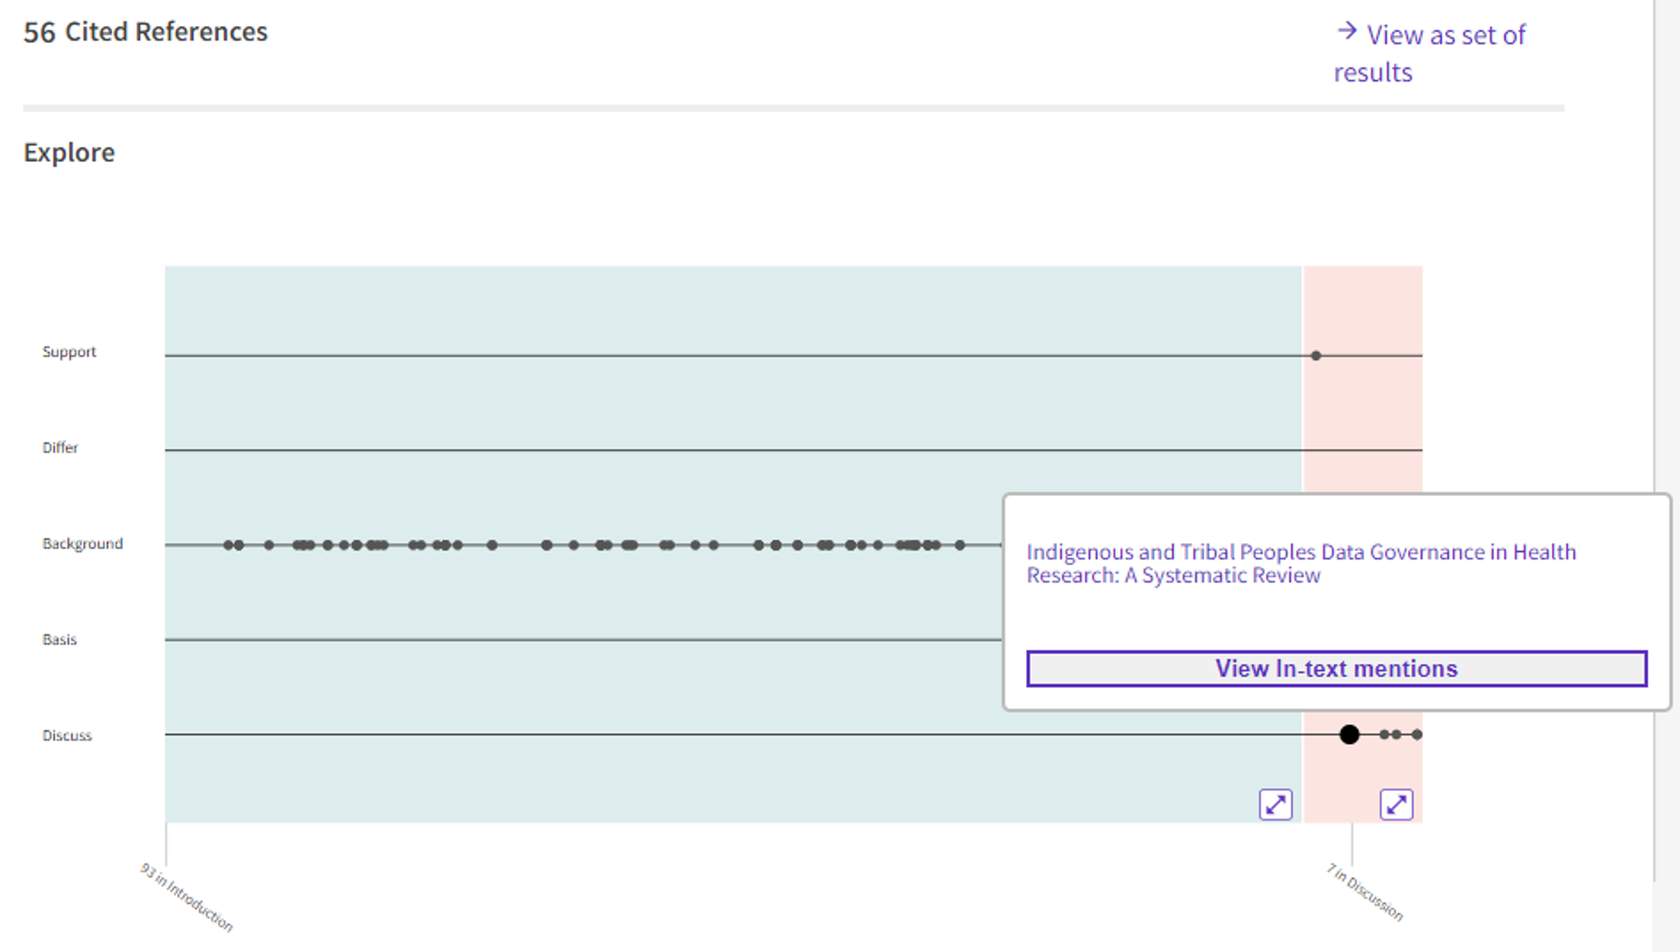 56 Cited References
→ View as set of
results
Explore
Support
Differ
Background
Indigenous and Tribal Peoples Data Governance in Health
Research: A Systematic Review
Basis
View In-text mentions
Discuss
93 in Introduction
7 in Discussion